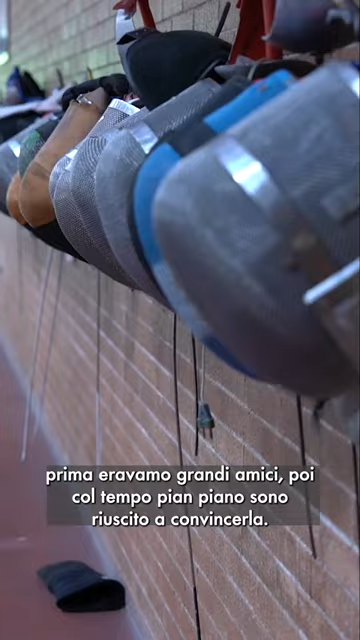 prima eravamo grandi amici, poi
col tempo pian piano sono
riuscito a convincerla.